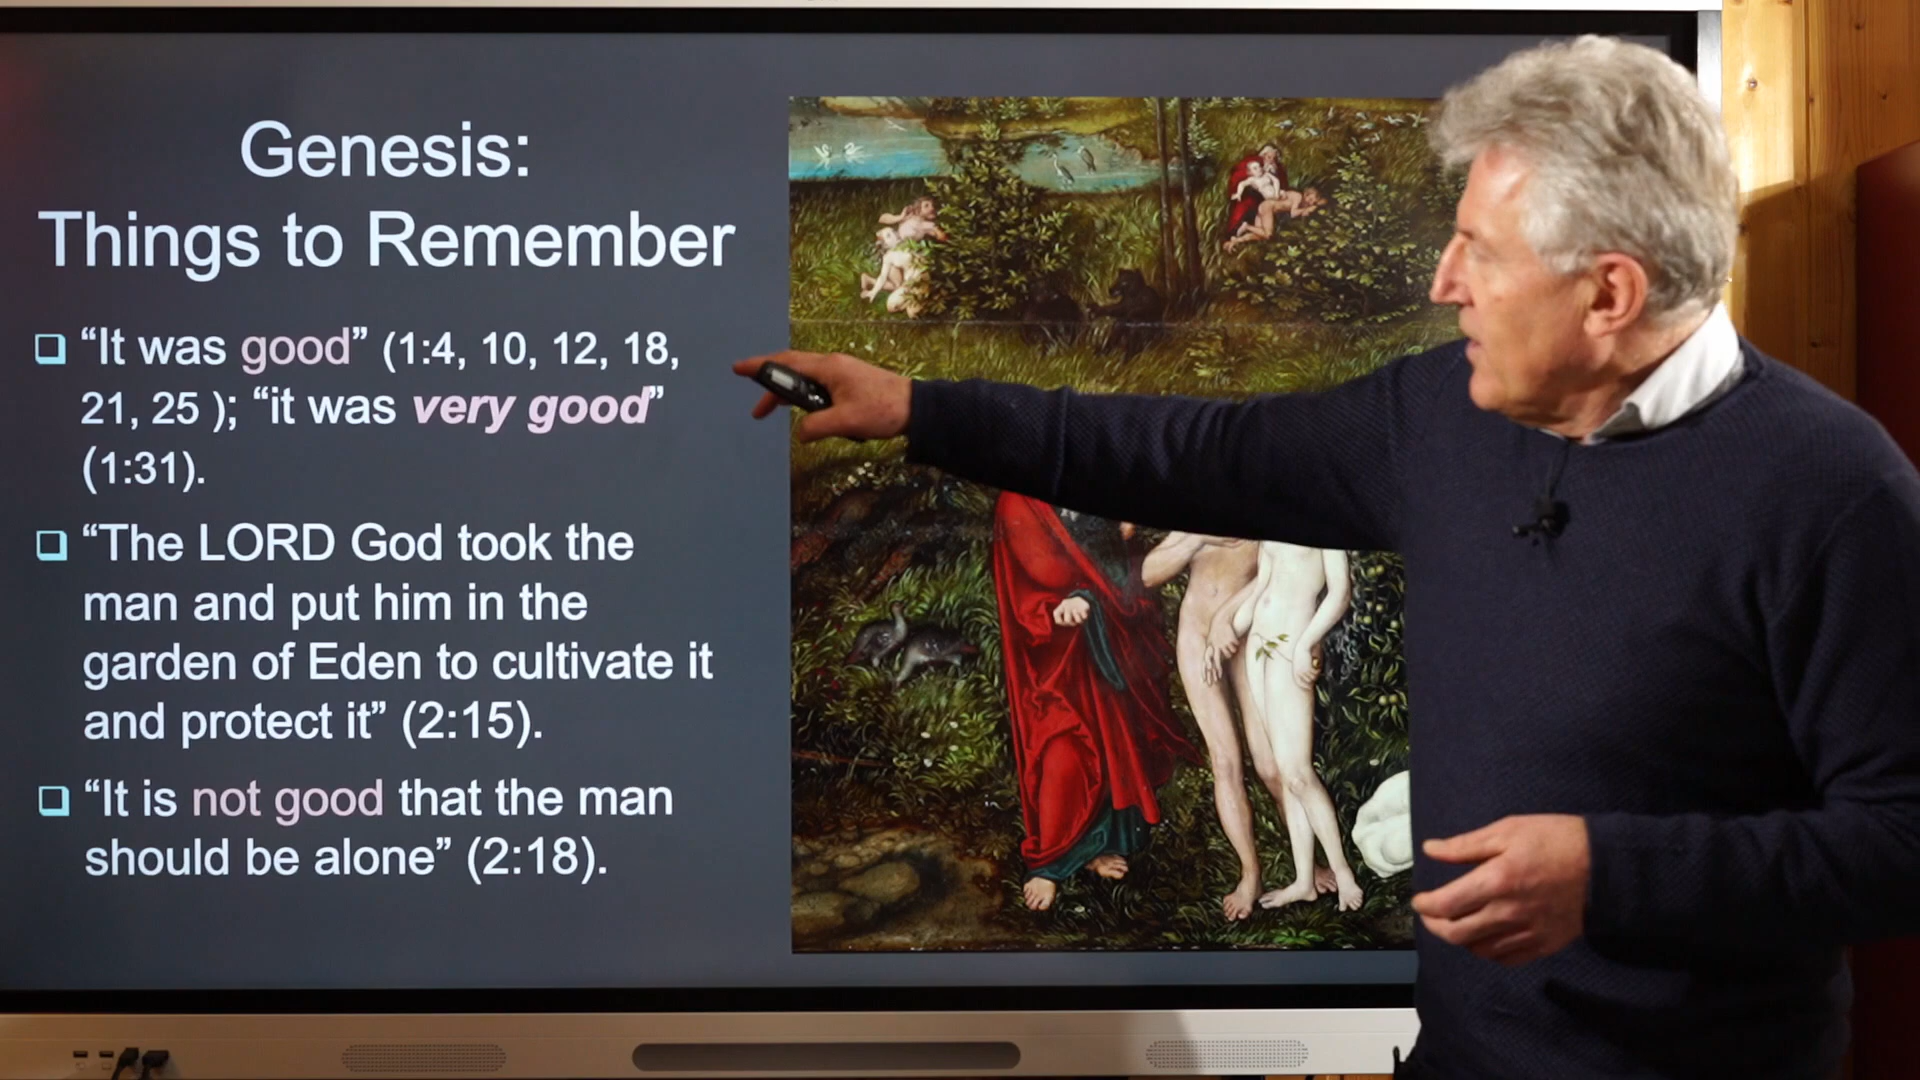 Genesis:
Things to Remember
❑ “It was good” (1:4, 10, 12, 18,
21, 25 ); “it was very good”
(1:31).
❑ “The LORD God took the
man and put him in the
garden of Eden to cultivate it
and protect it” (2:15).
❑ “It is not good that the man
should be alone” (2:18).